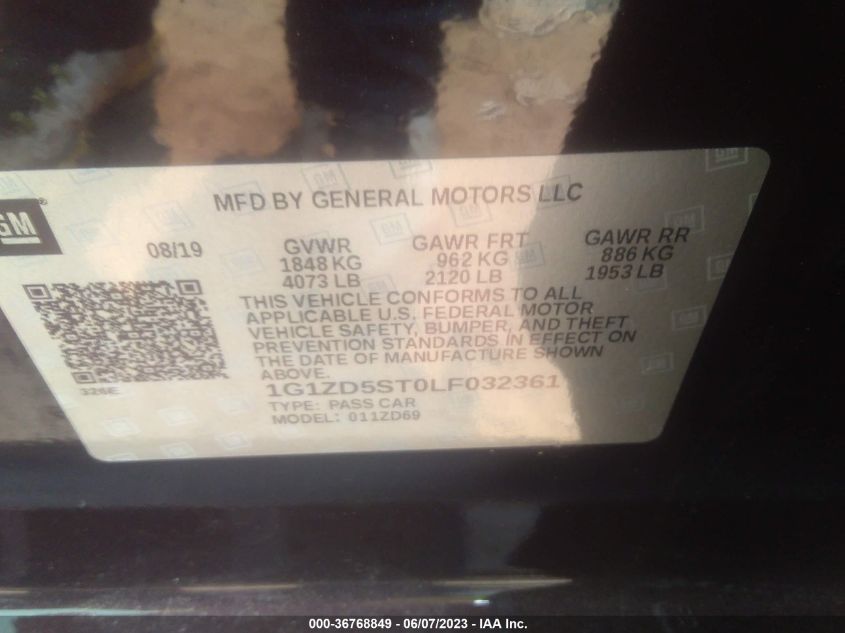 GM®
MFD BY GENERAL MOTORS LLC
08/19
GVWR
1848 KG
4073 LB
GAWR FRT
962 KG
2120 LB
GAWR RR
886 KG
1953 LB
THIS VEHICLE CONFORMS TO ALL
APPLICABLE U.S. FEDERAL MOTOR
VEHICLE SAFETY, BUMPER, AND THEFT
PREVENTION STANDARDS IN EFFECT ON
THE DATE OF MANUFACTURE SHOWN
ABOVE.
326E
1G1ZD5ST0LF032361
TYPE: PASS CAR
MODEL: 011ZD69
000-36768849 - 06/07/2023 - IAA Inc.